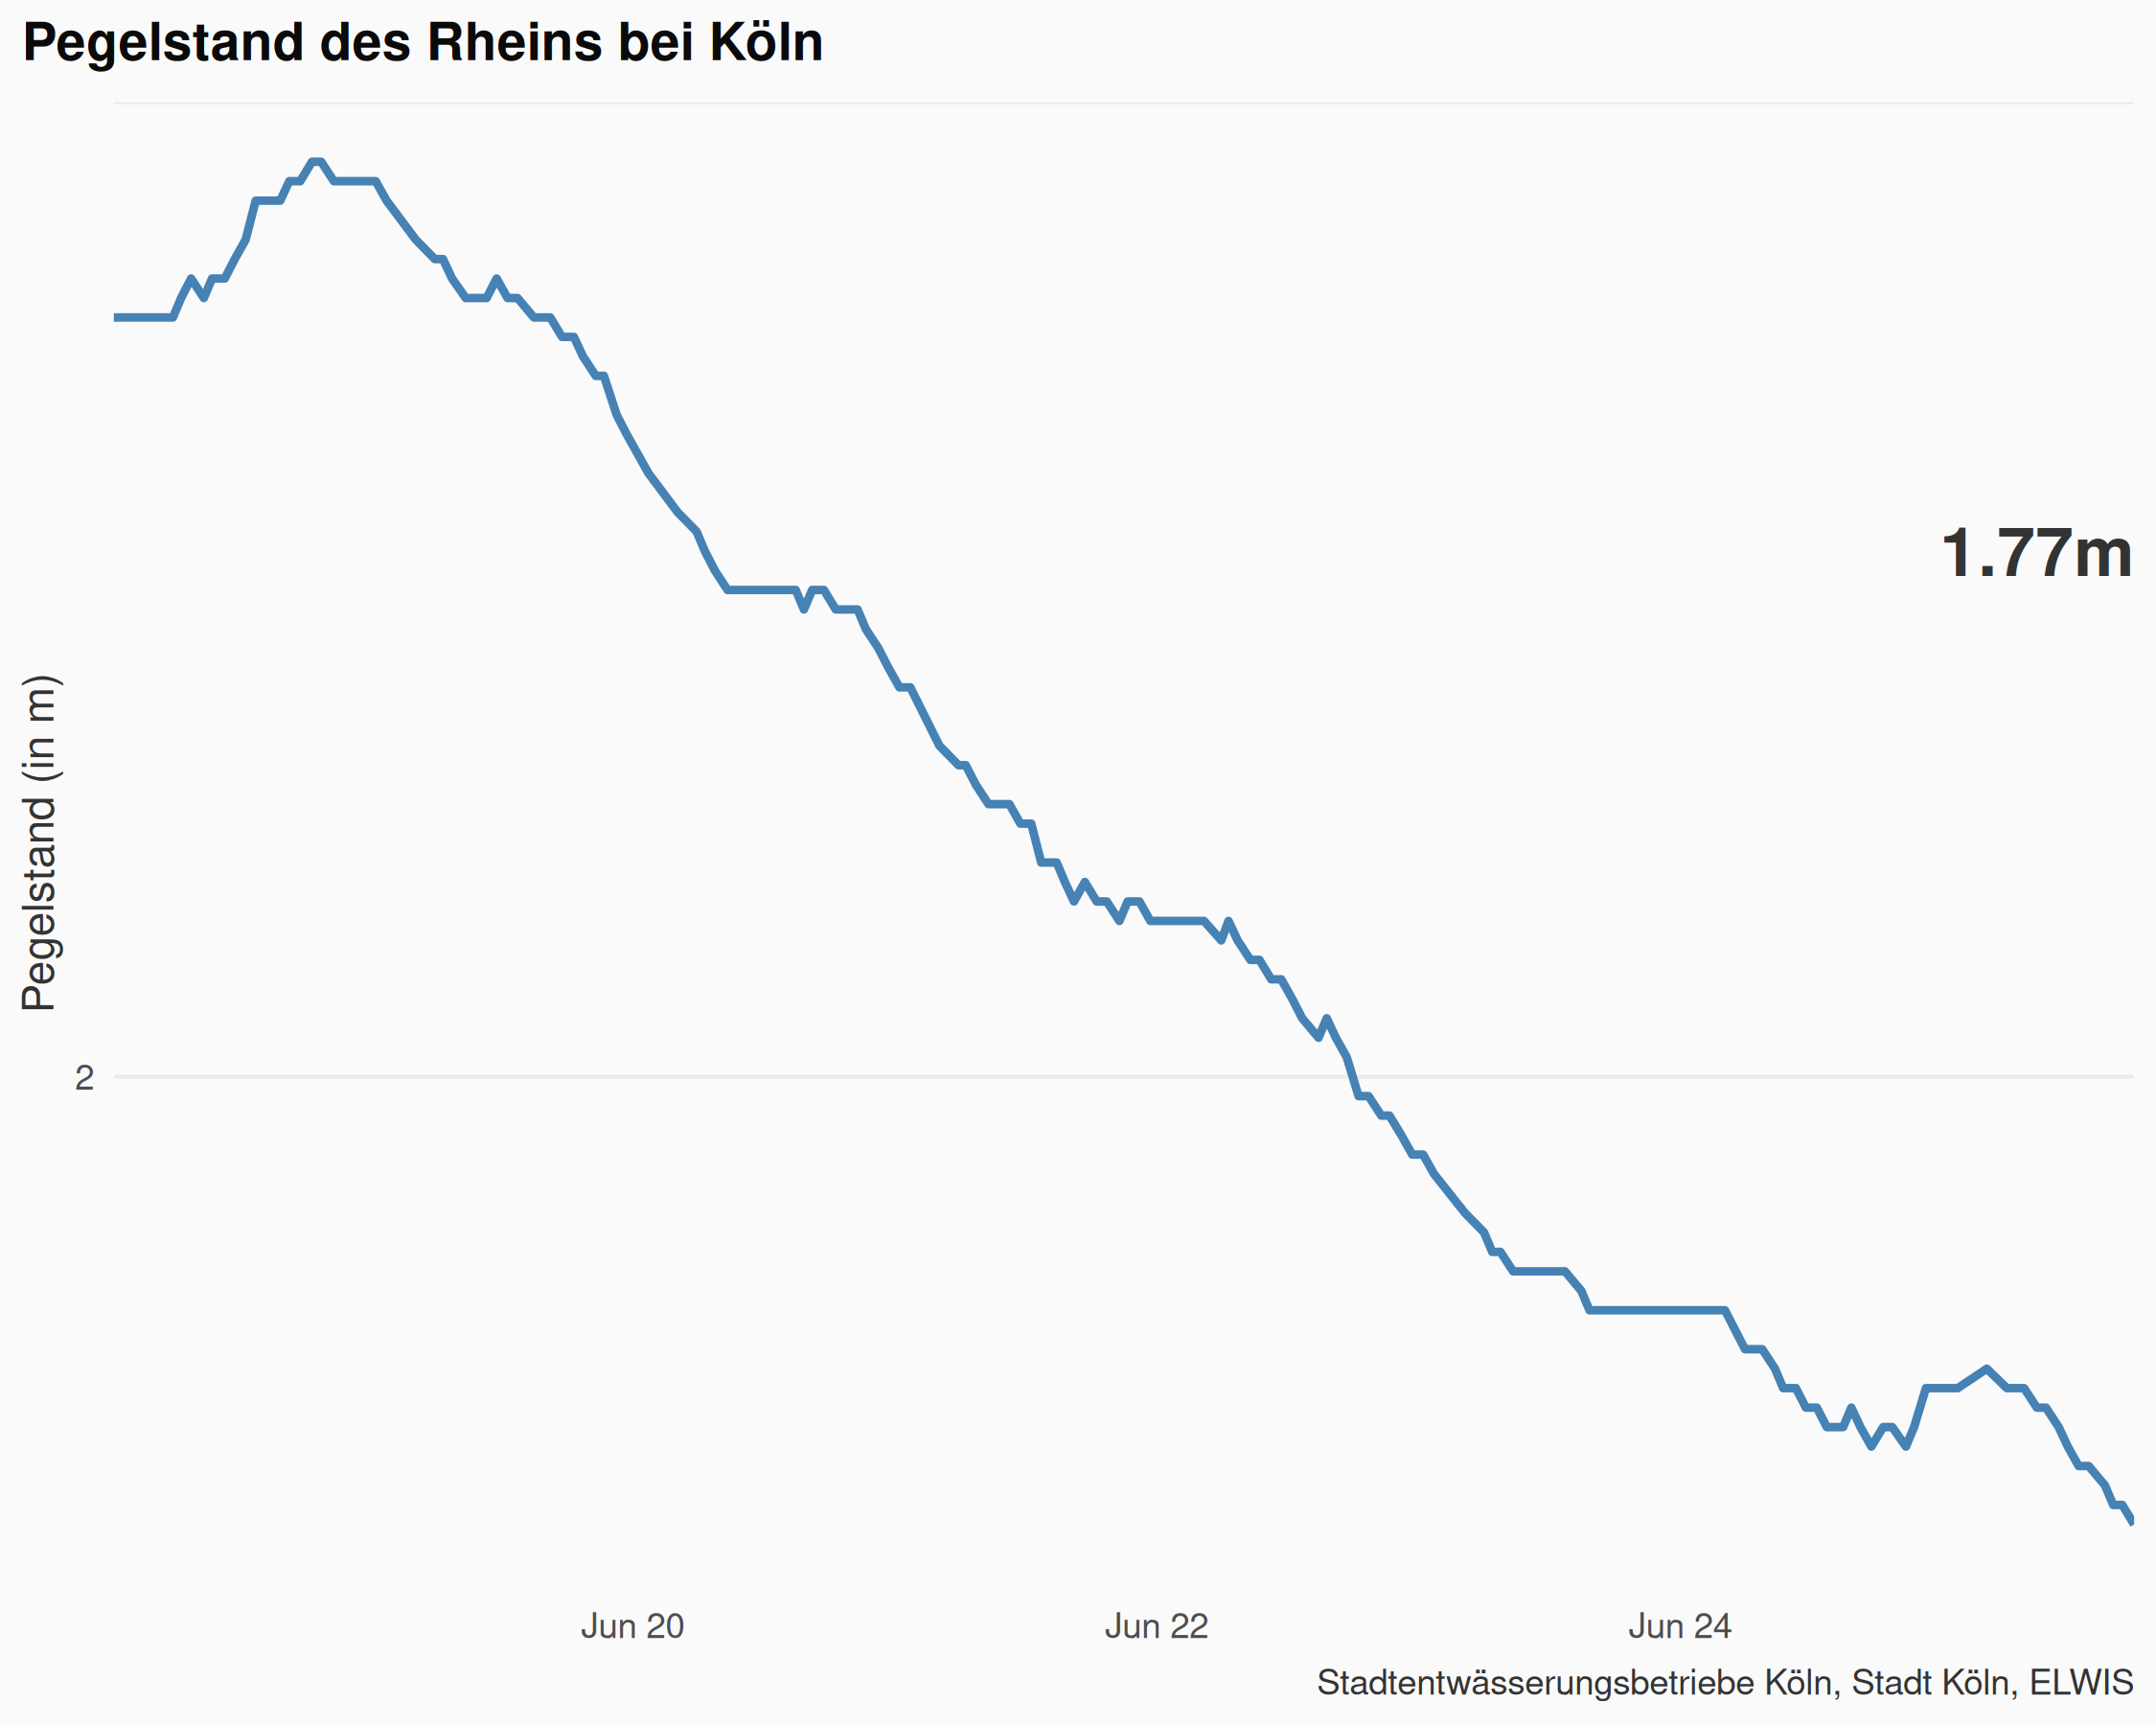 Pegelstand des Rheins bei Köln
1.77m
Pegelstand (in m)
2
Jun 20
Jun 22
Jun 24
Stadtentwässerungsbetriebe Köln, Stadt Köln, ELWIS